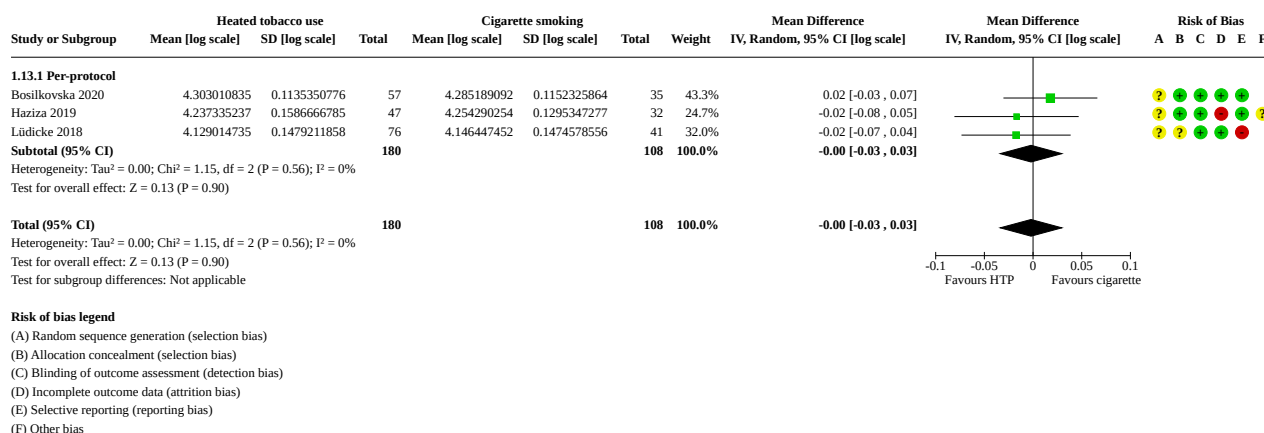 Heated tobacco use Cigarette smoking Mean Difference Mean Difference Risk of Bias
Study or Subgroup Mean [log scale] SD [log scale] Total Mean [log scale] SD [log scale] Total Weight IV, Random, 95% CI [log scale] IV, Random, 95% CI [log scale] A B C D E F
1.13.1 Per-protocol
Bosilkovska 2020 4.303010835 0.1135350776 57 4.285189092 0.1152325864 35 43.3% 0.02 [-0.03 , 0.07] ? + + + +
Haziza 2019 4.237335237 0.1586666785 47 4.254290254 0.1295347277 32 24.7% -0.02 [-0.08 , 0.05] ? + + - + ?
Lüdicke 2018 4.129014735 0.1479211858 76 4.146447452 0.1474578556 41 32.0% -0.02 [-0.07 , 0.04] ? ? + + -
Subtotal (95% CI) 180 108 100.0% -0.00 [-0.03 , 0.03]
Heterogeneity: Tau² = 0.00; Chi² = 1.15, df = 2 (P = 0.56); I² = 0%
Test for overall effect: Z = 0.13 (P = 0.90)
Total (95% CI) 180 108 100.0% -0.00 [-0.03 , 0.03]
Heterogeneity: Tau² = 0.00; Chi² = 1.15, df = 2 (P = 0.56); I² = 0%
Test for overall effect: Z = 0.13 (P = 0.90)
-0.1 -0.05 0 0.05 0.1
Test for subgroup differences: Not applicable Favours HTP Favours cigarette
Risk of bias legend
(A) Random sequence generation (selection bias)
(B) Allocation concealment (selection bias)
(C) Blinding of outcome assessment (detection bias)
(D) Incomplete outcome data (attrition bias)
(E) Selective reporting (reporting bias)
(F) Other bias